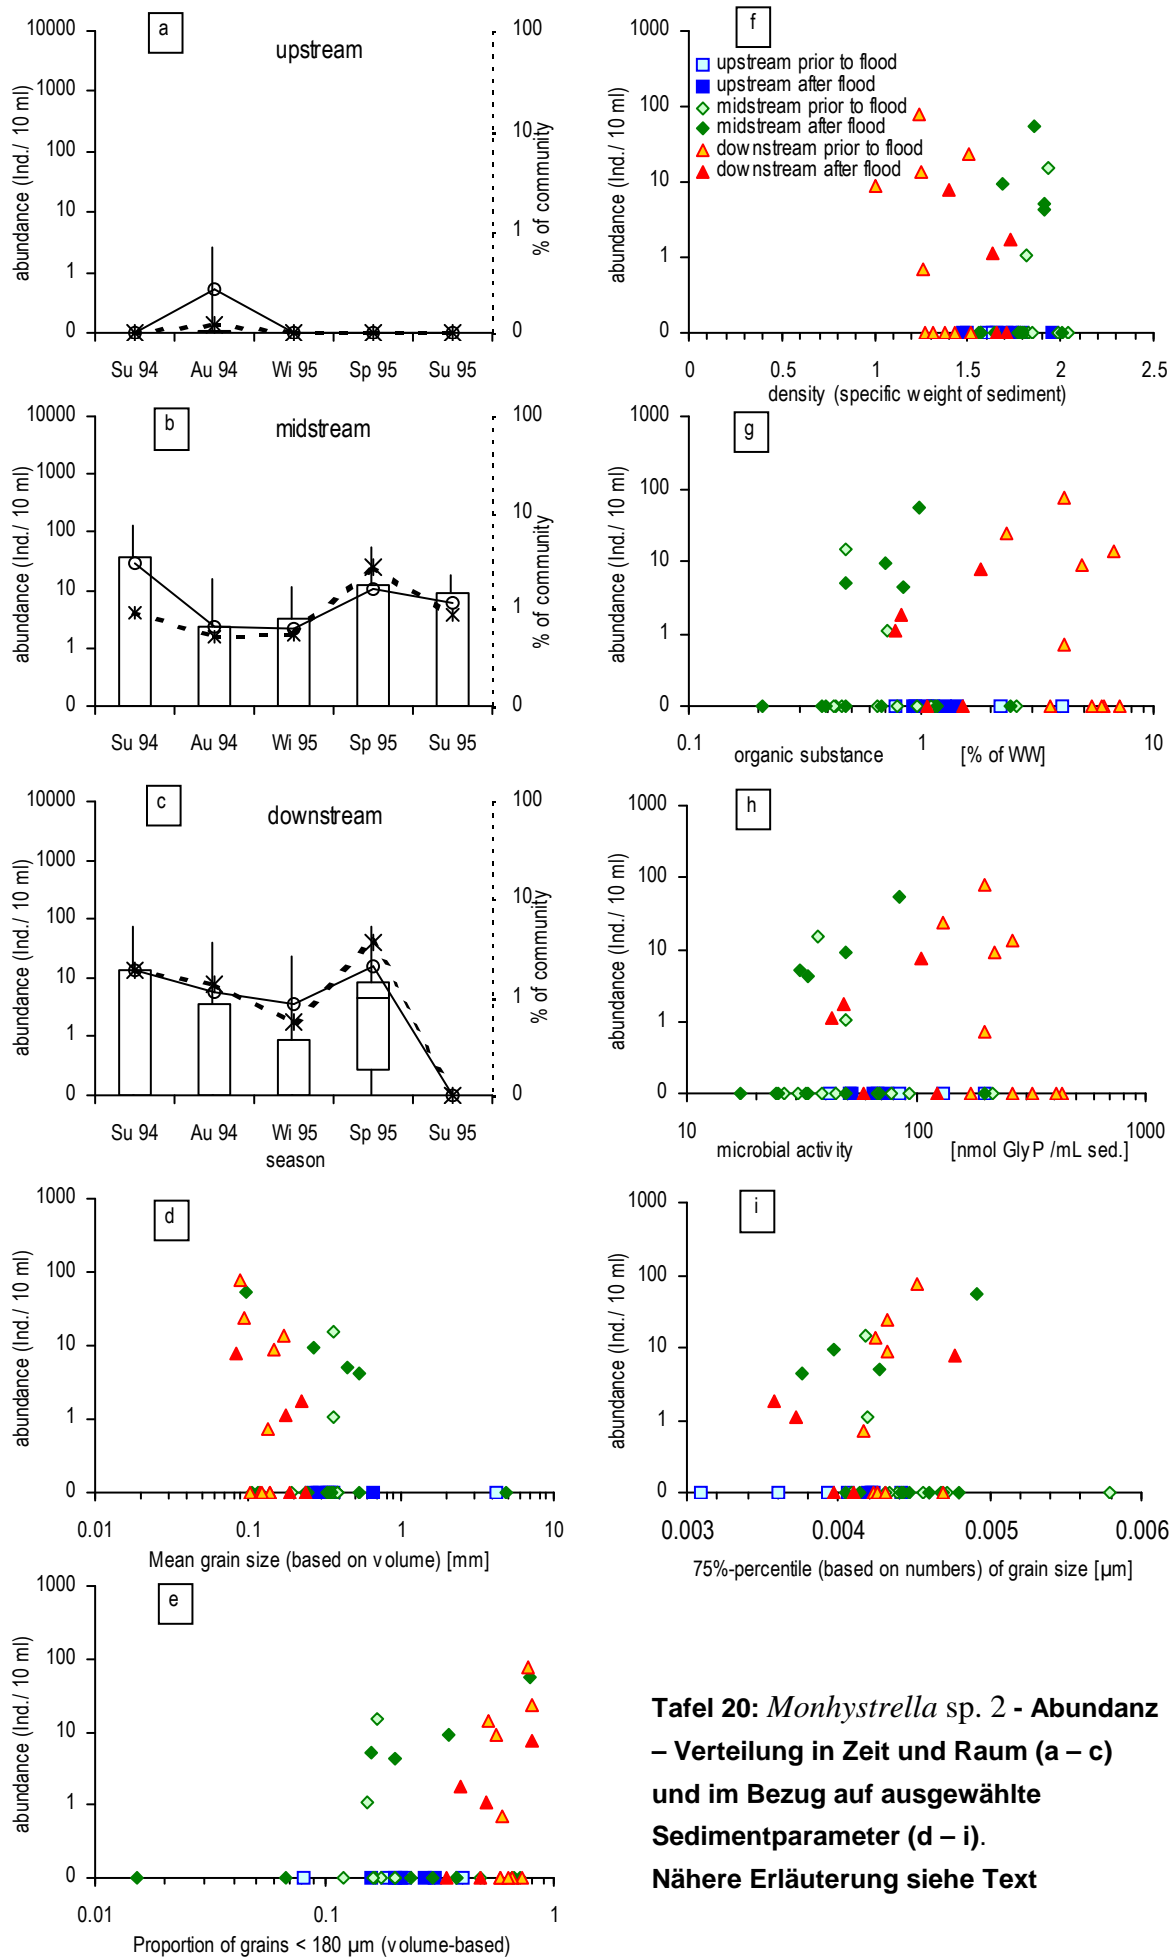 a
upstream
abundance (Ind./ 10 ml)
10000
1000
100
10
1
0
100
10
1
0
% of community
Su 94 Au 94 Wi 95 Sp 95 Su 95
b
midstream
abundance (Ind./ 10 ml)
10000
1000
100
10
1
0
100
10
1
0
% of community
Su 94 Au 94 Wi 95 Sp 95 Su 95
c
downstream
abundance (Ind./ 10 ml)
10000
1000
100
10
1
0
100
10
1
0
% of community
Su 94 Au 94 Wi 95 Sp 95 Su 95
season
d
abundance (Ind./ 10 ml)
1000
100
10
1
0
0.01 0.1 1 10
Mean grain size (based on volume) [mm]
e
abundance (Ind./ 10 ml)
1000
100
10
1
0
0.01 0.1 1
Proportion of grains < 180 µm (volume-based)
f
upstream prior to flood
upstream after flood
midstream prior to flood
midstream after flood
downstream prior to flood
downstream after flood
abundance (Ind./ 10 ml)
1000
100
10
1
0
0 0.5 1 1.5 2 2.5
density (specific weight of sediment)
g
abundance (Ind./ 10 ml)
1000
100
10
1
0
0.1 1 10
organic substance [% of WW]
h
abundance (Ind./ 10 ml)
1000
100
10
1
0
10 100 1000
microbial activity [nmol GlyP /mL sed.]
i
abundance (Ind./ 10 ml)
1000
100
10
1
0
0.003 0.004 0.005 0.006
75%-percentile (based on numbers) of grain size [µm]
Tafel 20: Monhystrella sp. 2 - Abundanz
– Verteilung in Zeit und Raum (a – c)
und im Bezug auf ausgewählte
Sedimentparameter (d – i).
Nähere Erläuterung siehe Text